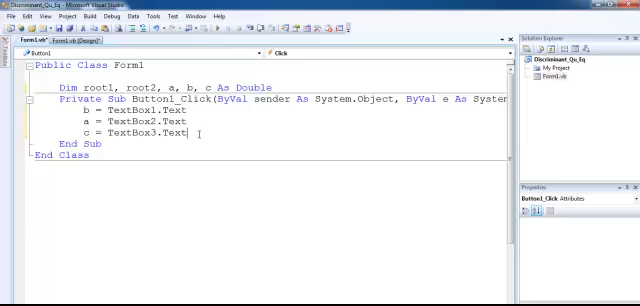 Discriminant_Qu_Eq - Microsoft Visual Studio
File Edit View Project Build Debug Data Tools Test Window Help
Toolbox
Form1.vb* Form1.vb [Design]*
Button1
Click
Public Class Form1
Dim root1, root2, a, b, c As Double
Private Sub Button1_Click(ByVal sender As System.Object, ByVal e As System
b = TextBox1.Text
a = TextBox2.Text
c = TextBox3.Text
End Sub
End Class
Solution Explorer
Discriminant_Qu_Eq
My Project
Form1.vb
Properties
Button1_Click Attributes